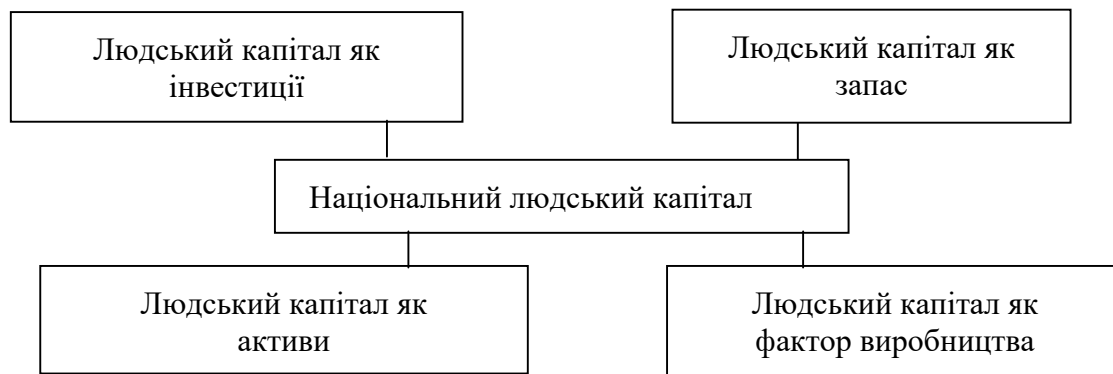 Людський капітал як
інвестиції
Людський капітал як
запас
Національний людський капітал
Людський капітал як
активи
Людський капітал як
фактор виробництва